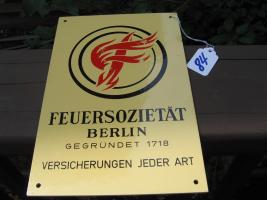 84
FEUERSOZIETÄT
BERLIN
GEGRÜNDET 1718
VERSICHERUNGEN JEDER ART